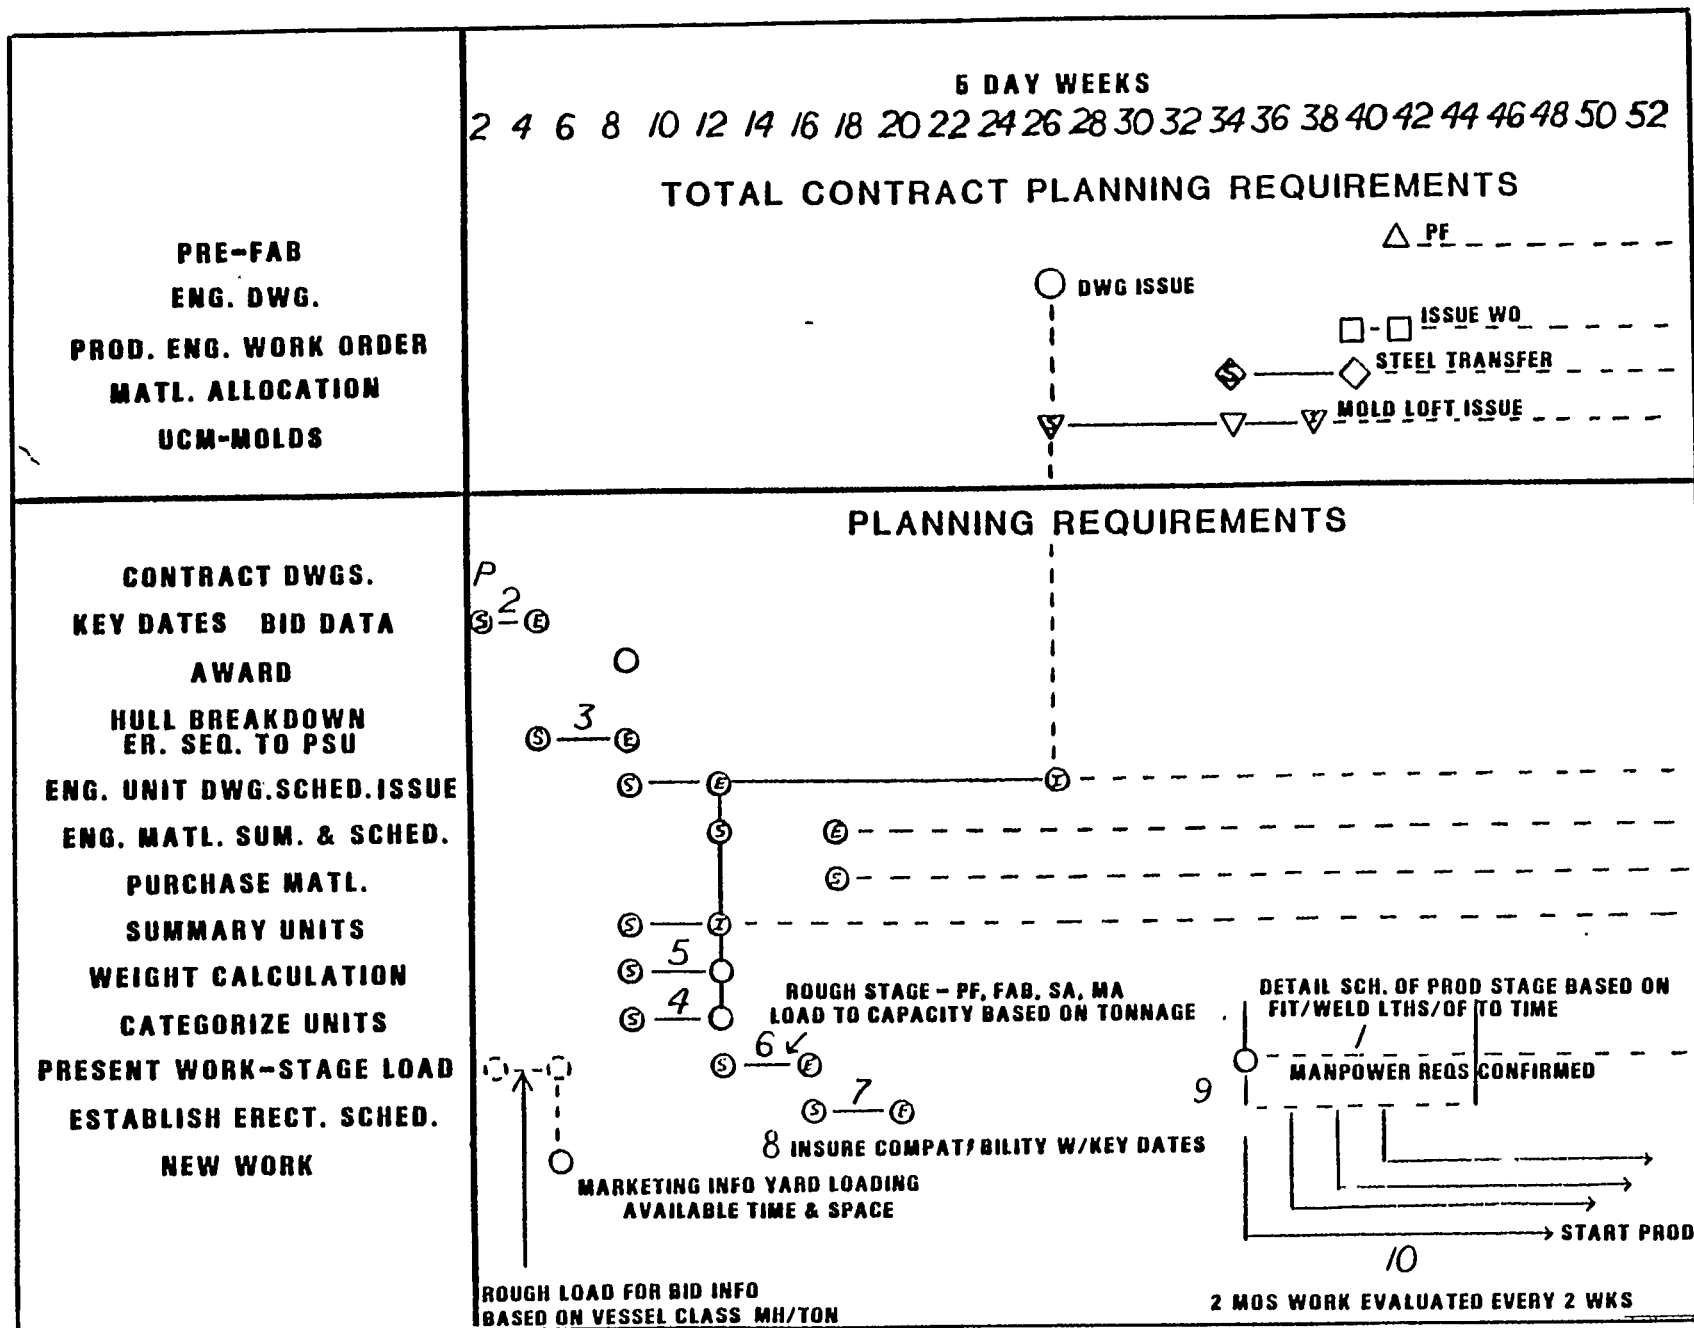 5 DAY WEEKS
2 4 6 8 10 12 14 16 18 20 22 24 26 28 30 32 34 36 38 40 42 44 46 48 50 52
TOTAL CONTRACT PLANNING REQUIREMENTS
PRE-FAB
PF
ENG. DWG.
DWG ISSUE
PROD. ENG. WORK ORDER
ISSUE WO
MATL. ALLOCATION
S
STEEL TRANSFER
UCM-MOLDS
S I MOLD LOFT ISSUE
PLANNING REQUIREMENTS
CONTRACT DWGS.
P
KEY DATES BID DATA
S 2 E
AWARD
HULL BREAKDOWN
ER. SEQ. TO PSU
S 3 E
ENG. UNIT DWG.SCHED.ISSUE
S E I
ENG. MATL. SUM. & SCHED.
S E
PURCHASE MATL.
S
SUMMARY UNITS
S I
WEIGHT CALCULATION
S 5
CATEGORIZE UNITS
S 4
ROUGH STAGE - PF, FAB, SA, MA
LOAD TO CAPACITY BASED ON TONNAGE
DETAIL SCH. OF PROD STAGE BASED ON
FIT/WELD LTHS/OF TO TIME
PRESENT WORK-STAGE LOAD
S 6 E
MANPOWER REQS CONFIRMED
ESTABLISH ERECT. SCHED.
S 7 E
9
8 INSURE COMPATIBILITY W/KEY DATES
NEW WORK
MARKETING INFO YARD LOADING
AVAILABLE TIME & SPACE
START PROD
10
ROUGH LOAD FOR BID INFO
BASED ON VESSEL CLASS MH/TON
2 MOS WORK EVALUATED EVERY 2 WKS